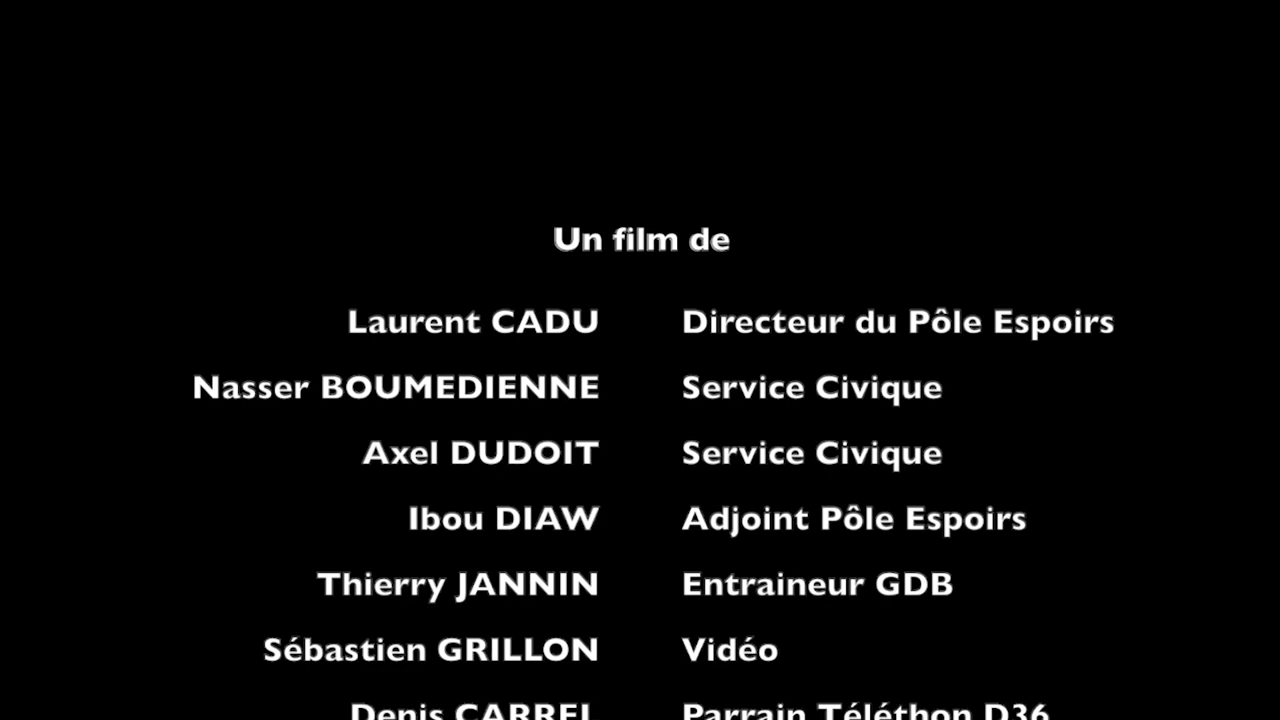 Un film de
Laurent CADU Directeur du Pôle Espoirs
Nasser BOUMEDIENNE Service Civique
Axel DUDOIT Service Civique
Ibou DIAW Adjoint Pôle Espoirs
Thierry JANNIN Entraineur GDB
Sébastien GRILLON Vidéo
Denis CARREL Parrain Téléthon D36